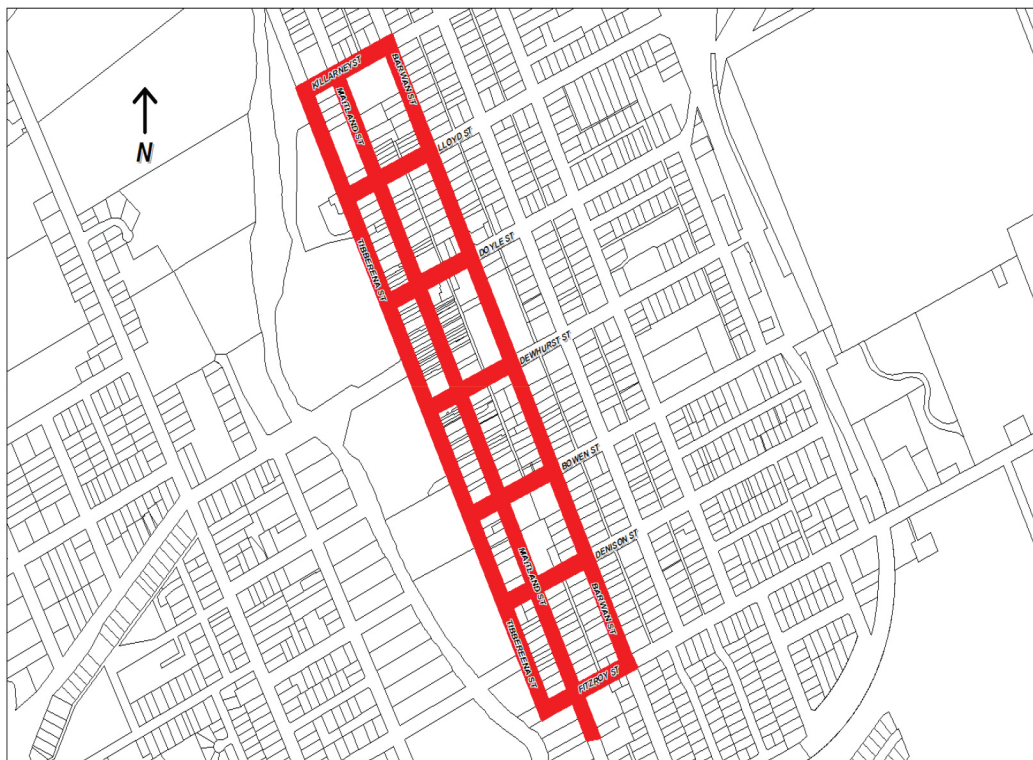 KILLARNEY ST
BARWAN ST
MAITLAND ST
N
LLOYD ST
DOYLE ST
TIBBERENA ST
DEWHURST ST
BOWEN ST
DENISON ST
MAITLAND ST
BARWAN ST
TIBBEREENA ST
FITZROY ST